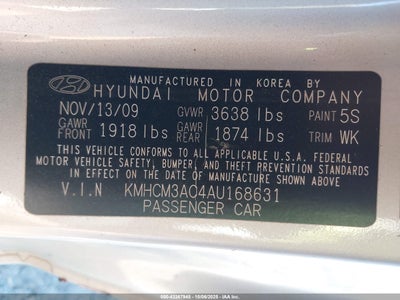 MANUFACTURED IN KOREA BY
HYUNDAI MOTOR COMPANY
NOV/13/09 GVWR 3638 lbs PAINT 5S
GAWR FRONT 1918 lbs GAWR REAR 1874 lbs TRIM WK
THIS VEHICLE CONFORMS TO ALL APPLICABLE U.S.A. FEDERAL
MOTOR VEHICLE SAFETY, BUMPER, AND THEFT PREVENTION
STANDARDS IN EFFECT ON THE DATE OF MANUFACTURE SHOWN ABOVE.
V.I.N KMHCM3AC4AU168631
PASSENGER CAR